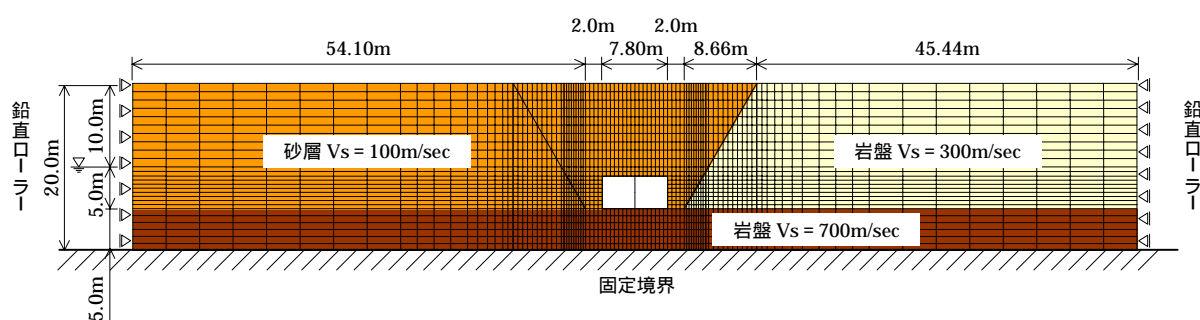 2.0m 2.0m
54.10m 7.80m 8.66m 45.44m
鉛直ローラー
20.0m
10.0m
5.0m
5.0m
砂層 Vs = 100m/sec
岩盤 Vs = 300m/sec
岩盤 Vs = 700m/sec
鉛直ローラー
固定境界